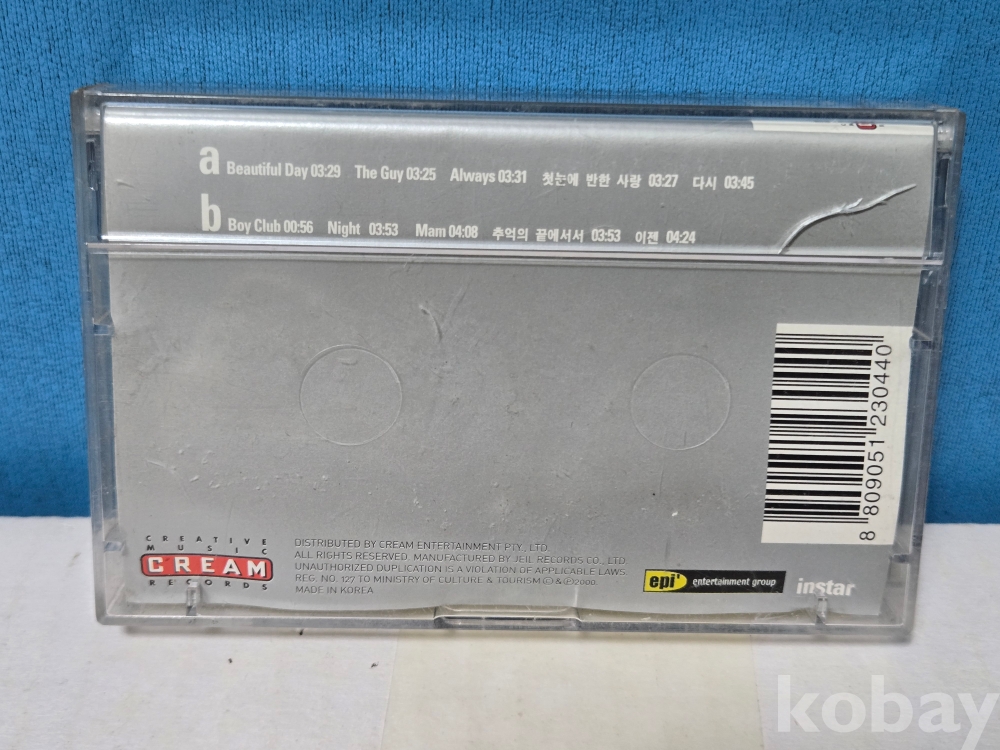 a Beautiful Day 03:29 The Guy 03:25 Always 03:31 첫눈에 반한 사랑 03:27 다시 03:45
b Boy Club 00:56 Night 03:53 Mam 04:08 추억의 끝에서서 03:53 이젠 04:24
8 809051 230440
CREATIVE
MUSIC
CREAM
RECORDS
DISTRIBUTED BY CREAM ENTERTAINMENT PTY., LTD.
ALL RIGHTS RESERVED. MANUFACTURED BY JEIL RECORDS CO., LTD.
UNAUTHORIZED DUPLICATION IS A VIOLATION OF APPLICABLE LAWS.
REG. NO. 127 TO MINISTRY OF CULTURE & TOURISM ⓒ & ⓟ 2000.
MADE IN KOREA
epi' entertainment group
instar
kobay